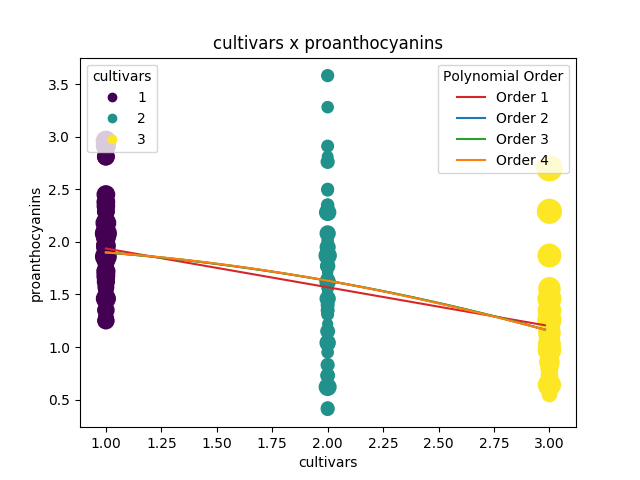 cultivars x proanthocyanins
cultivars
1
2
3
Polynomial Order
Order 1
Order 2
Order 3
Order 4
proanthocyanins
3.5
3.0
2.5
2.0
1.5
1.0
0.5
1.00 1.25 1.50 1.75 2.00 2.25 2.50 2.75 3.00
cultivars